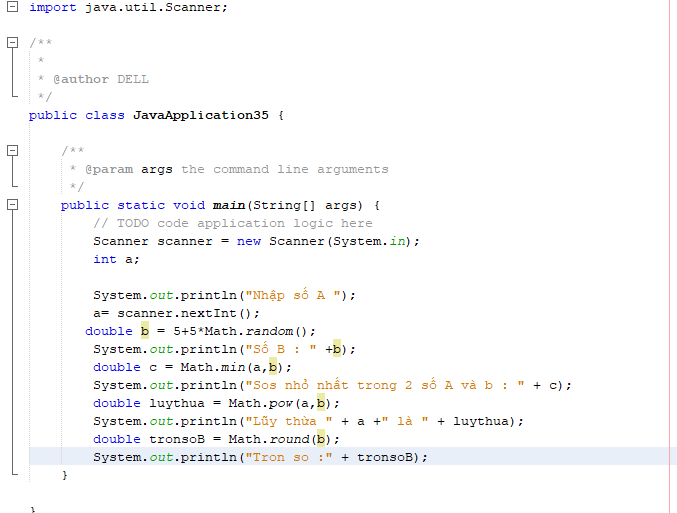 import java.util.Scanner;
/**
 *
 * @author DELL
 */
public class JavaApplication35 {
    /**
     * @param args the command line arguments
     */
    public static void main(String[] args) {
        // TODO code application logic here
        Scanner scanner = new Scanner(System.in);
        int a;
        System.out.println("Nhập số A ");
        a= scanner.nextInt();
       double b = 5+5*Math.random();
        System.out.println("Số B : " +b);
        double c = Math.min(a,b);
        System.out.println("Sos nhỏ nhất trong 2 số A và b : " + c);
        double luythua = Math.pow(a,b);
        System.out.println("Lũy thừa " + a +" là " + luythua);
        double tronsoB = Math.round(b);
        System.out.println("Tron so :" + tronsoB);
    }
}